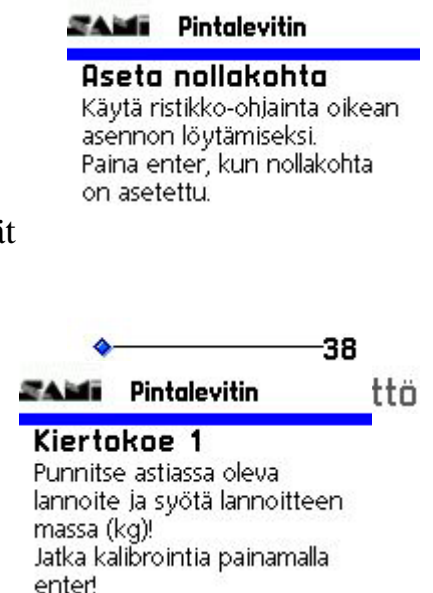 SAMi Pintalevitin
Aseta nollakohta
Käytä ristikko-ohjainta oikean
asennon löytämiseksi.
Paina enter, kun nollakohta
on asetettu.
it
38
SAMi Pintalevitin
ttö
Kiertokoe 1
Punnitse astiassa oleva
lannoite ja syötä lannoitteen
massa (kg)!
Jatka kalibrointia painamalla
enter!